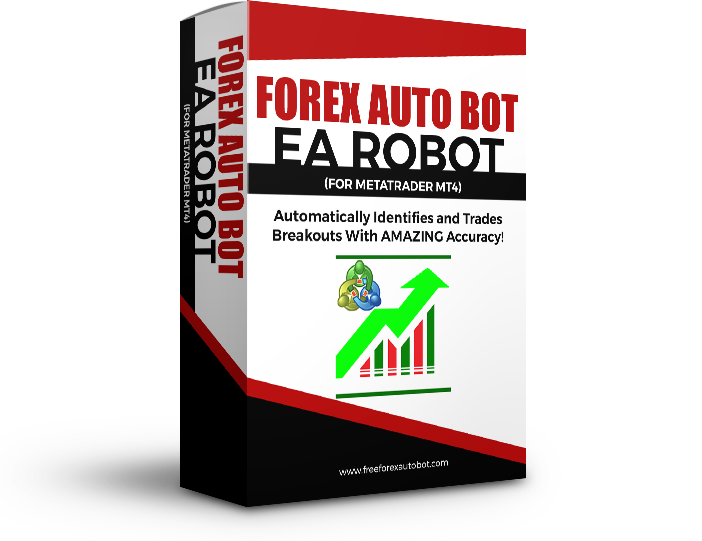 FOREX AUTO BOT
EA ROBOT
(FOR METATRADER MT4)
FOREX AUTO BOT
EA ROBOT
(FOR METATRADER MT4)
Automatically Identifies and Trades
Breakouts With AMAZING Accuracy!
www.freeforexautobot.com